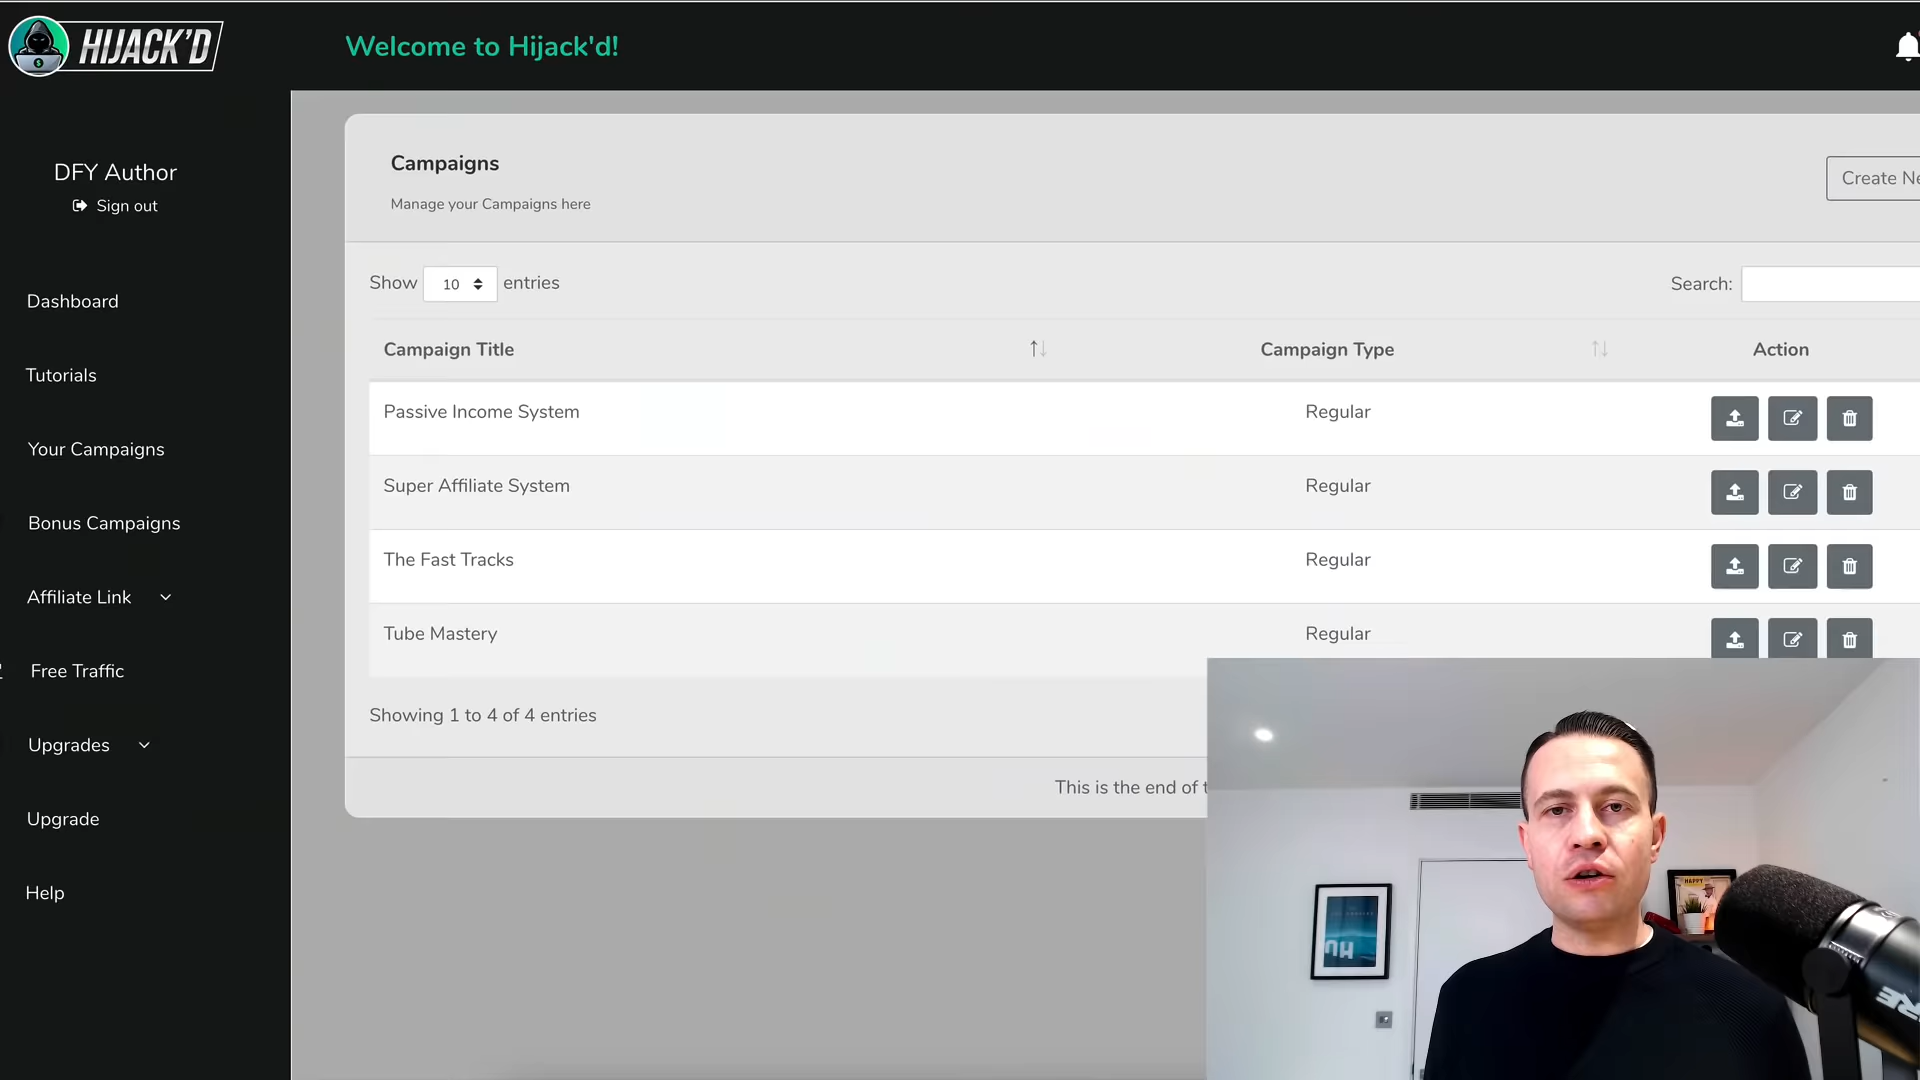 HIJACK'D
Welcome to Hijack'd!
DFY Author
Sign out
Dashboard
Tutorials
Your Campaigns
Bonus Campaigns
Affiliate Link
Free Traffic
Upgrades
Upgrade
Help
Campaigns
Manage your Campaigns here
Create Ne
Show 10 entries
Search:
Campaign Title Campaign Type Action
Passive Income System Regular
Super Affiliate System Regular
The Fast Tracks Regular
Tube Mastery Regular
Showing 1 to 4 of 4 entries
This is the end of t
HAPPY